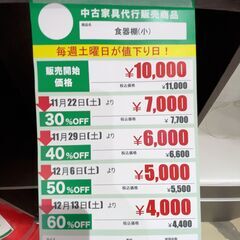 中古家具代行販売商品
商品名
食器棚(小)
毎週土曜日が値下り日!
販売開始価格
¥10,000
税込価格
¥11,000
11月22日(土)より
30%OFF
¥7,000
税込価格
¥7,700
11月29日(土)より
40%OFF
¥6,000
税込価格
¥6,600
12月6日(土)より
50%OFF
¥5,000
税込価格
¥5,500
12月13日(土)より
60%OFF
¥4,000
税込価格
¥4,400